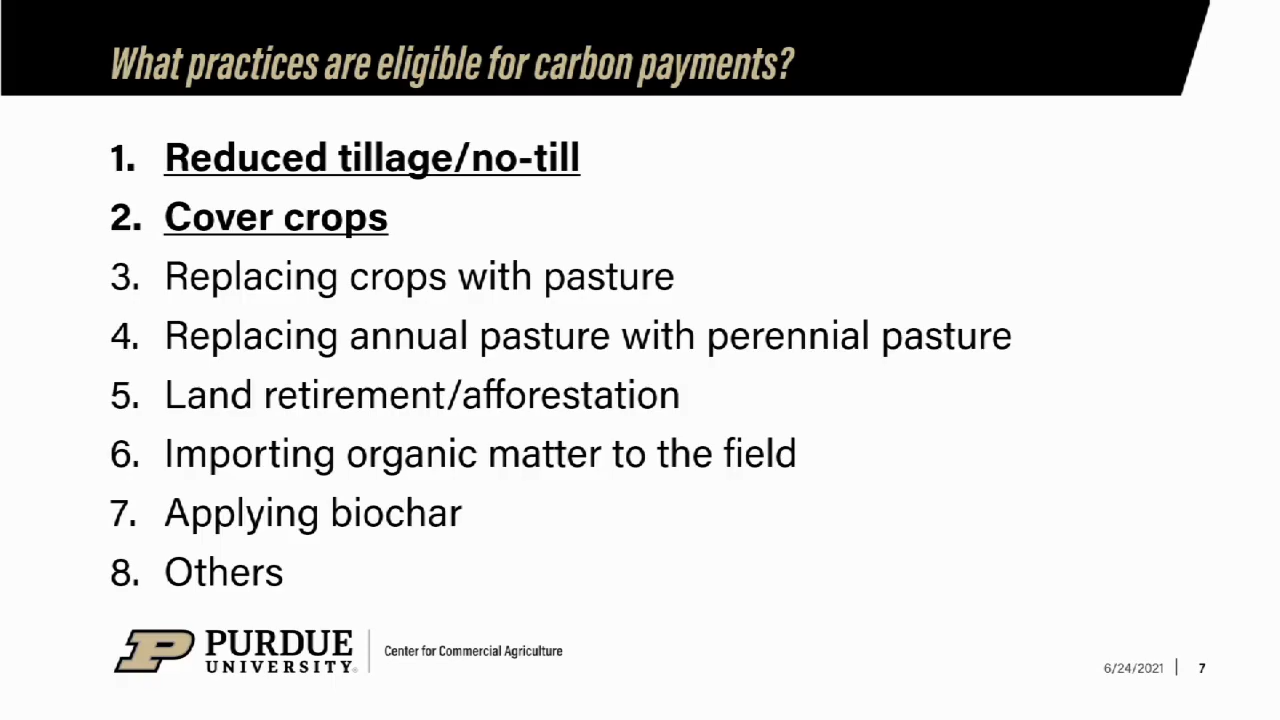 What practices are eligible for carbon payments?
1. Reduced tillage/no-till
2. Cover crops
3. Replacing crops with pasture
4. Replacing annual pasture with perennial pasture
5. Land retirement/afforestation
6. Importing organic matter to the field
7. Applying biochar
8. Others
PURDUE
UNIVERSITY®
Center for Commercial Agriculture
6/24/2021 | 7